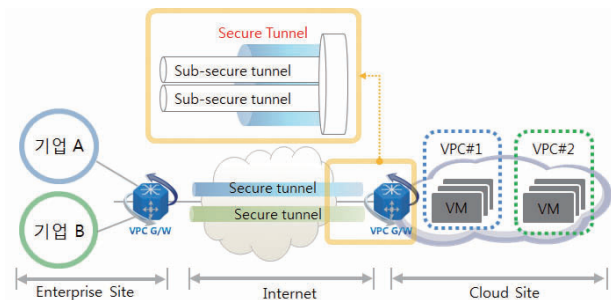 Secure Tunnel
Sub-secure tunnel
Sub-secure tunnel
기업 A
기업 B
VPC G/W
Secure tunnel
Secure tunnel
VPC G/W
VPC#1
VPC#2
VM
VM
Enterprise Site
Internet
Cloud Site